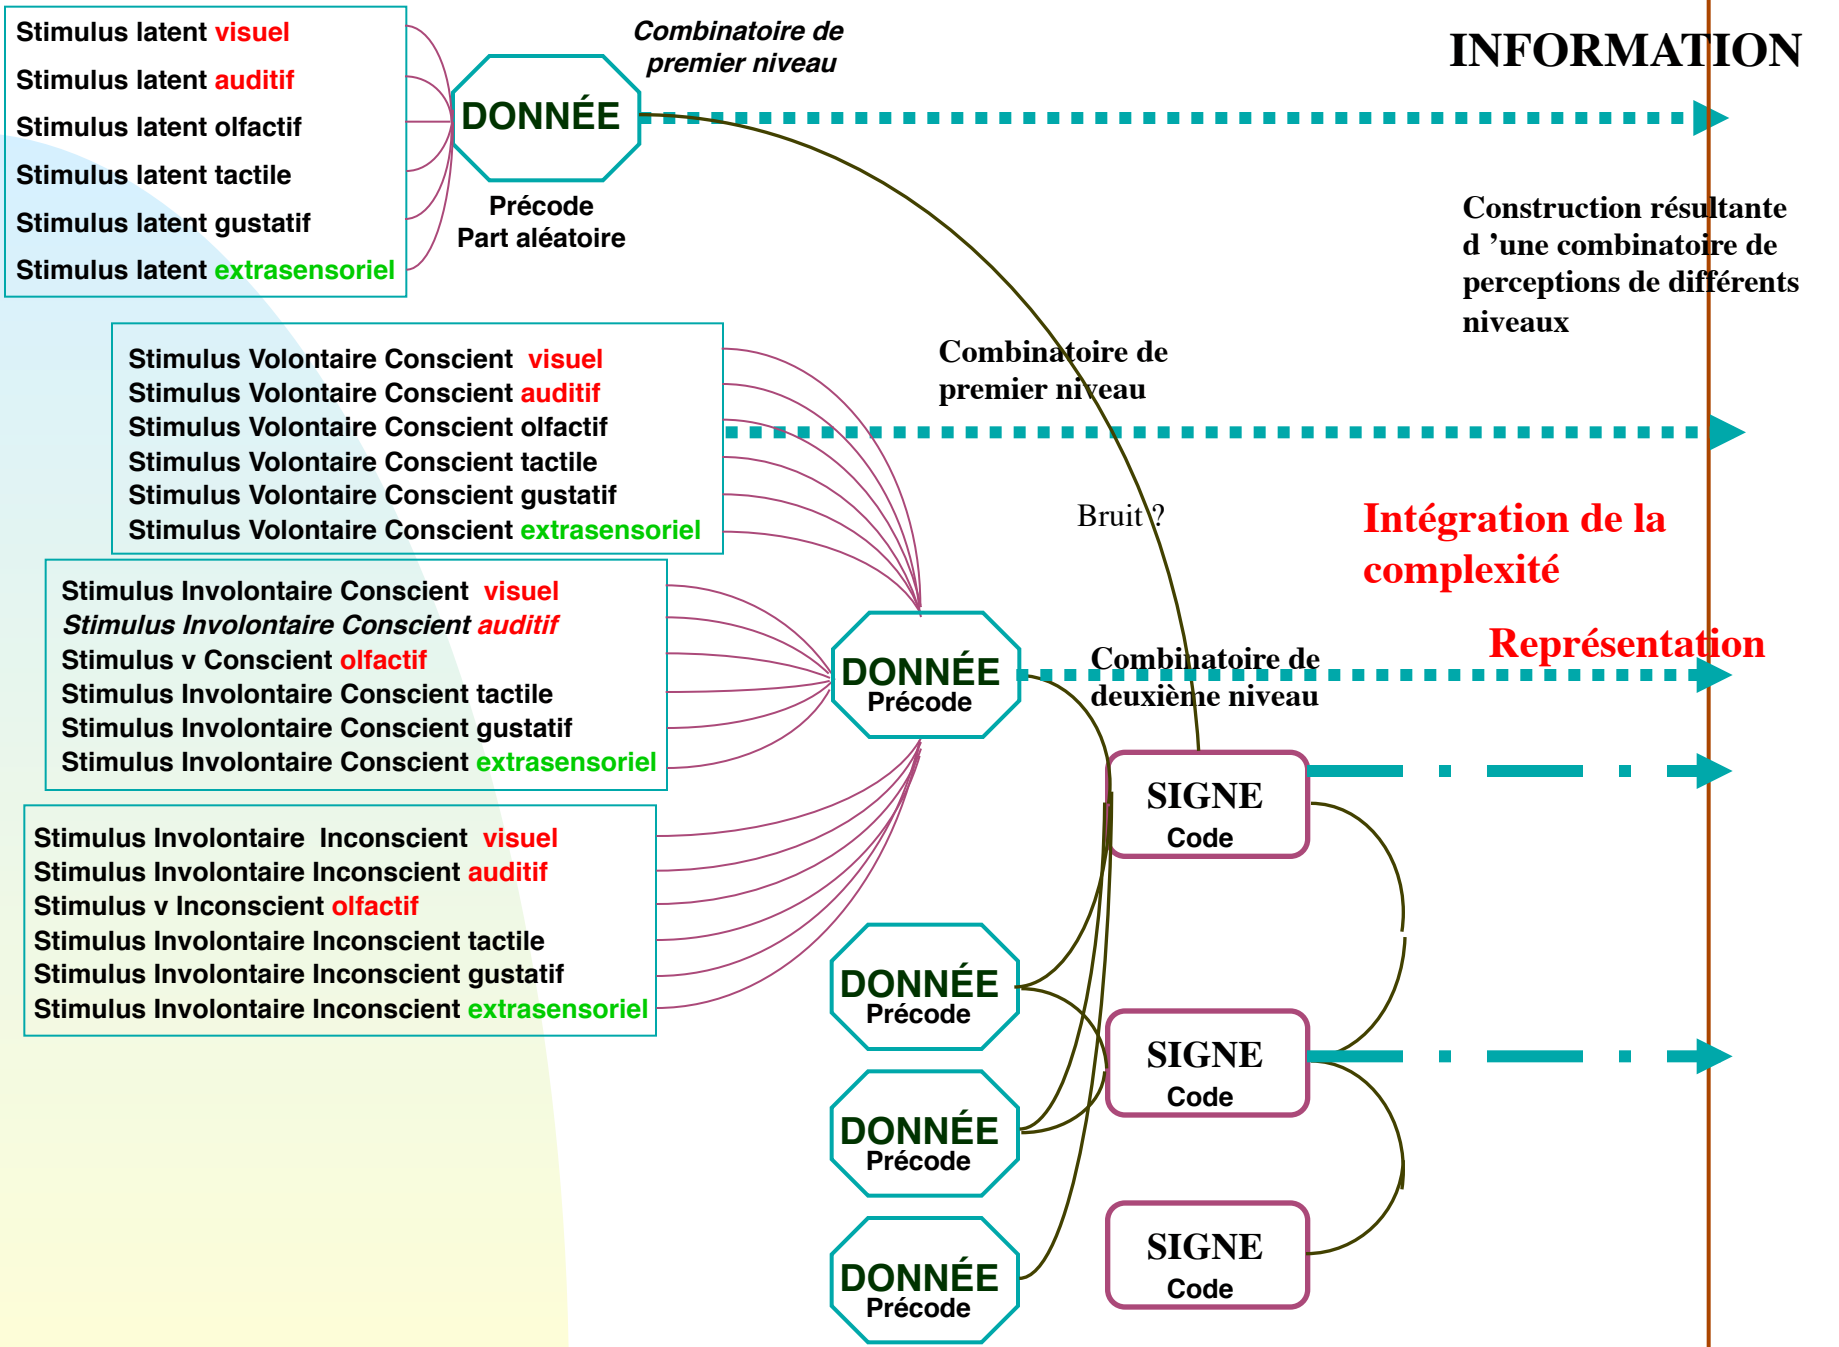 Stimulus latent visuel
Stimulus latent auditif
Stimulus latent olfactif
Stimulus latent tactile
Stimulus latent gustatif
Stimulus latent extrasensoriel
DONNÉE
Précode
Part aléatoire
Combinatoire de
premier niveau
INFORMATION
Construction résultante
d ’une combinatoire de
perceptions de différents
niveaux
Stimulus Volontaire Conscient visuel
Stimulus Volontaire Conscient auditif
Stimulus Volontaire Conscient olfactif
Stimulus Volontaire Conscient tactile
Stimulus Volontaire Conscient gustatif
Stimulus Volontaire Conscient extrasensoriel
Combinatoire de
premier niveau
Bruit ?
Intégration de la
complexité
Représentation
Stimulus Involontaire Conscient visuel
Stimulus Involontaire Conscient auditif
Stimulus v Conscient olfactif
Stimulus Involontaire Conscient tactile
Stimulus Involontaire Conscient gustatif
Stimulus Involontaire Conscient extrasensoriel
DONNÉE
Précode
Combinatoire de
deuxième niveau
Stimulus Involontaire Inconscient visuel
Stimulus Involontaire Inconscient auditif
Stimulus v Inconscient olfactif
Stimulus Involontaire Inconscient tactile
Stimulus Involontaire Inconscient gustatif
Stimulus Involontaire Inconscient extrasensoriel
SIGNE
Code
DONNÉE
Précode
SIGNE
Code
DONNÉE
Précode
SIGNE
Code
DONNÉE
Précode